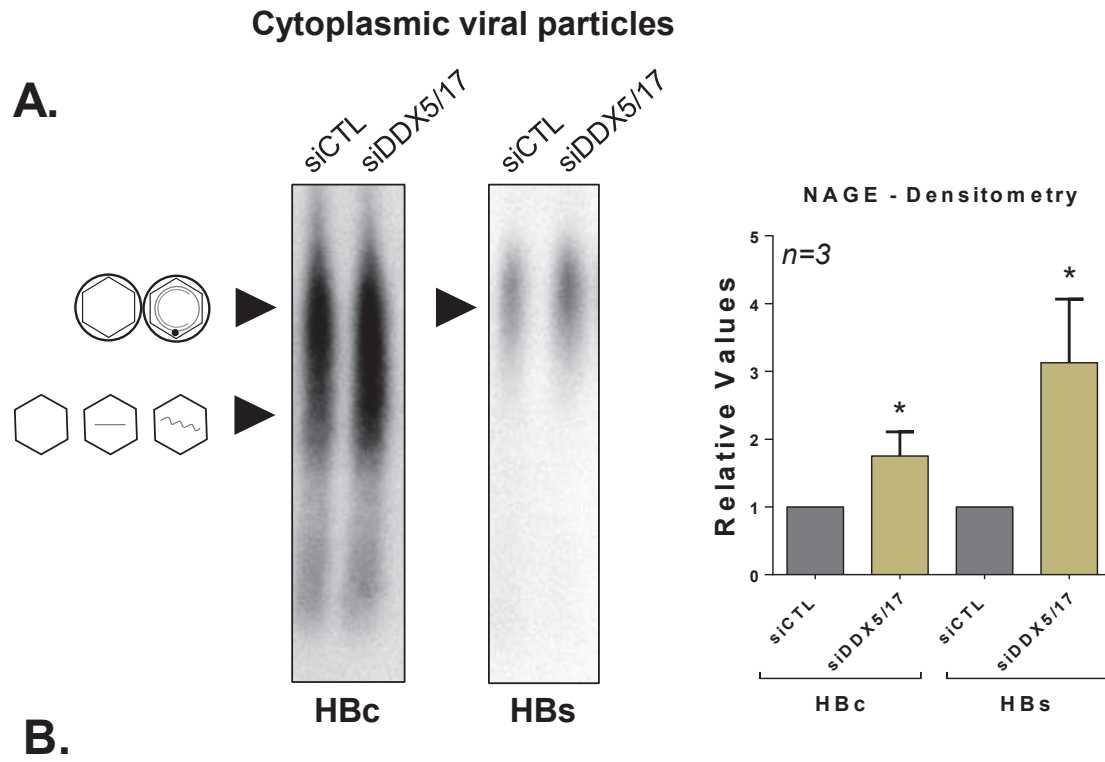 Cytoplasmic viral particles
A.
siCTL
siDDX5/17
siCTL
siDDX5/17
HBc
HBs
NAGE - Densitometry
n=3
Relative Values
5
4
3
2
1
0
*
*
siCTL
siDDX5/17
siCTL
siDDX5/17
HBc
HBs
B.